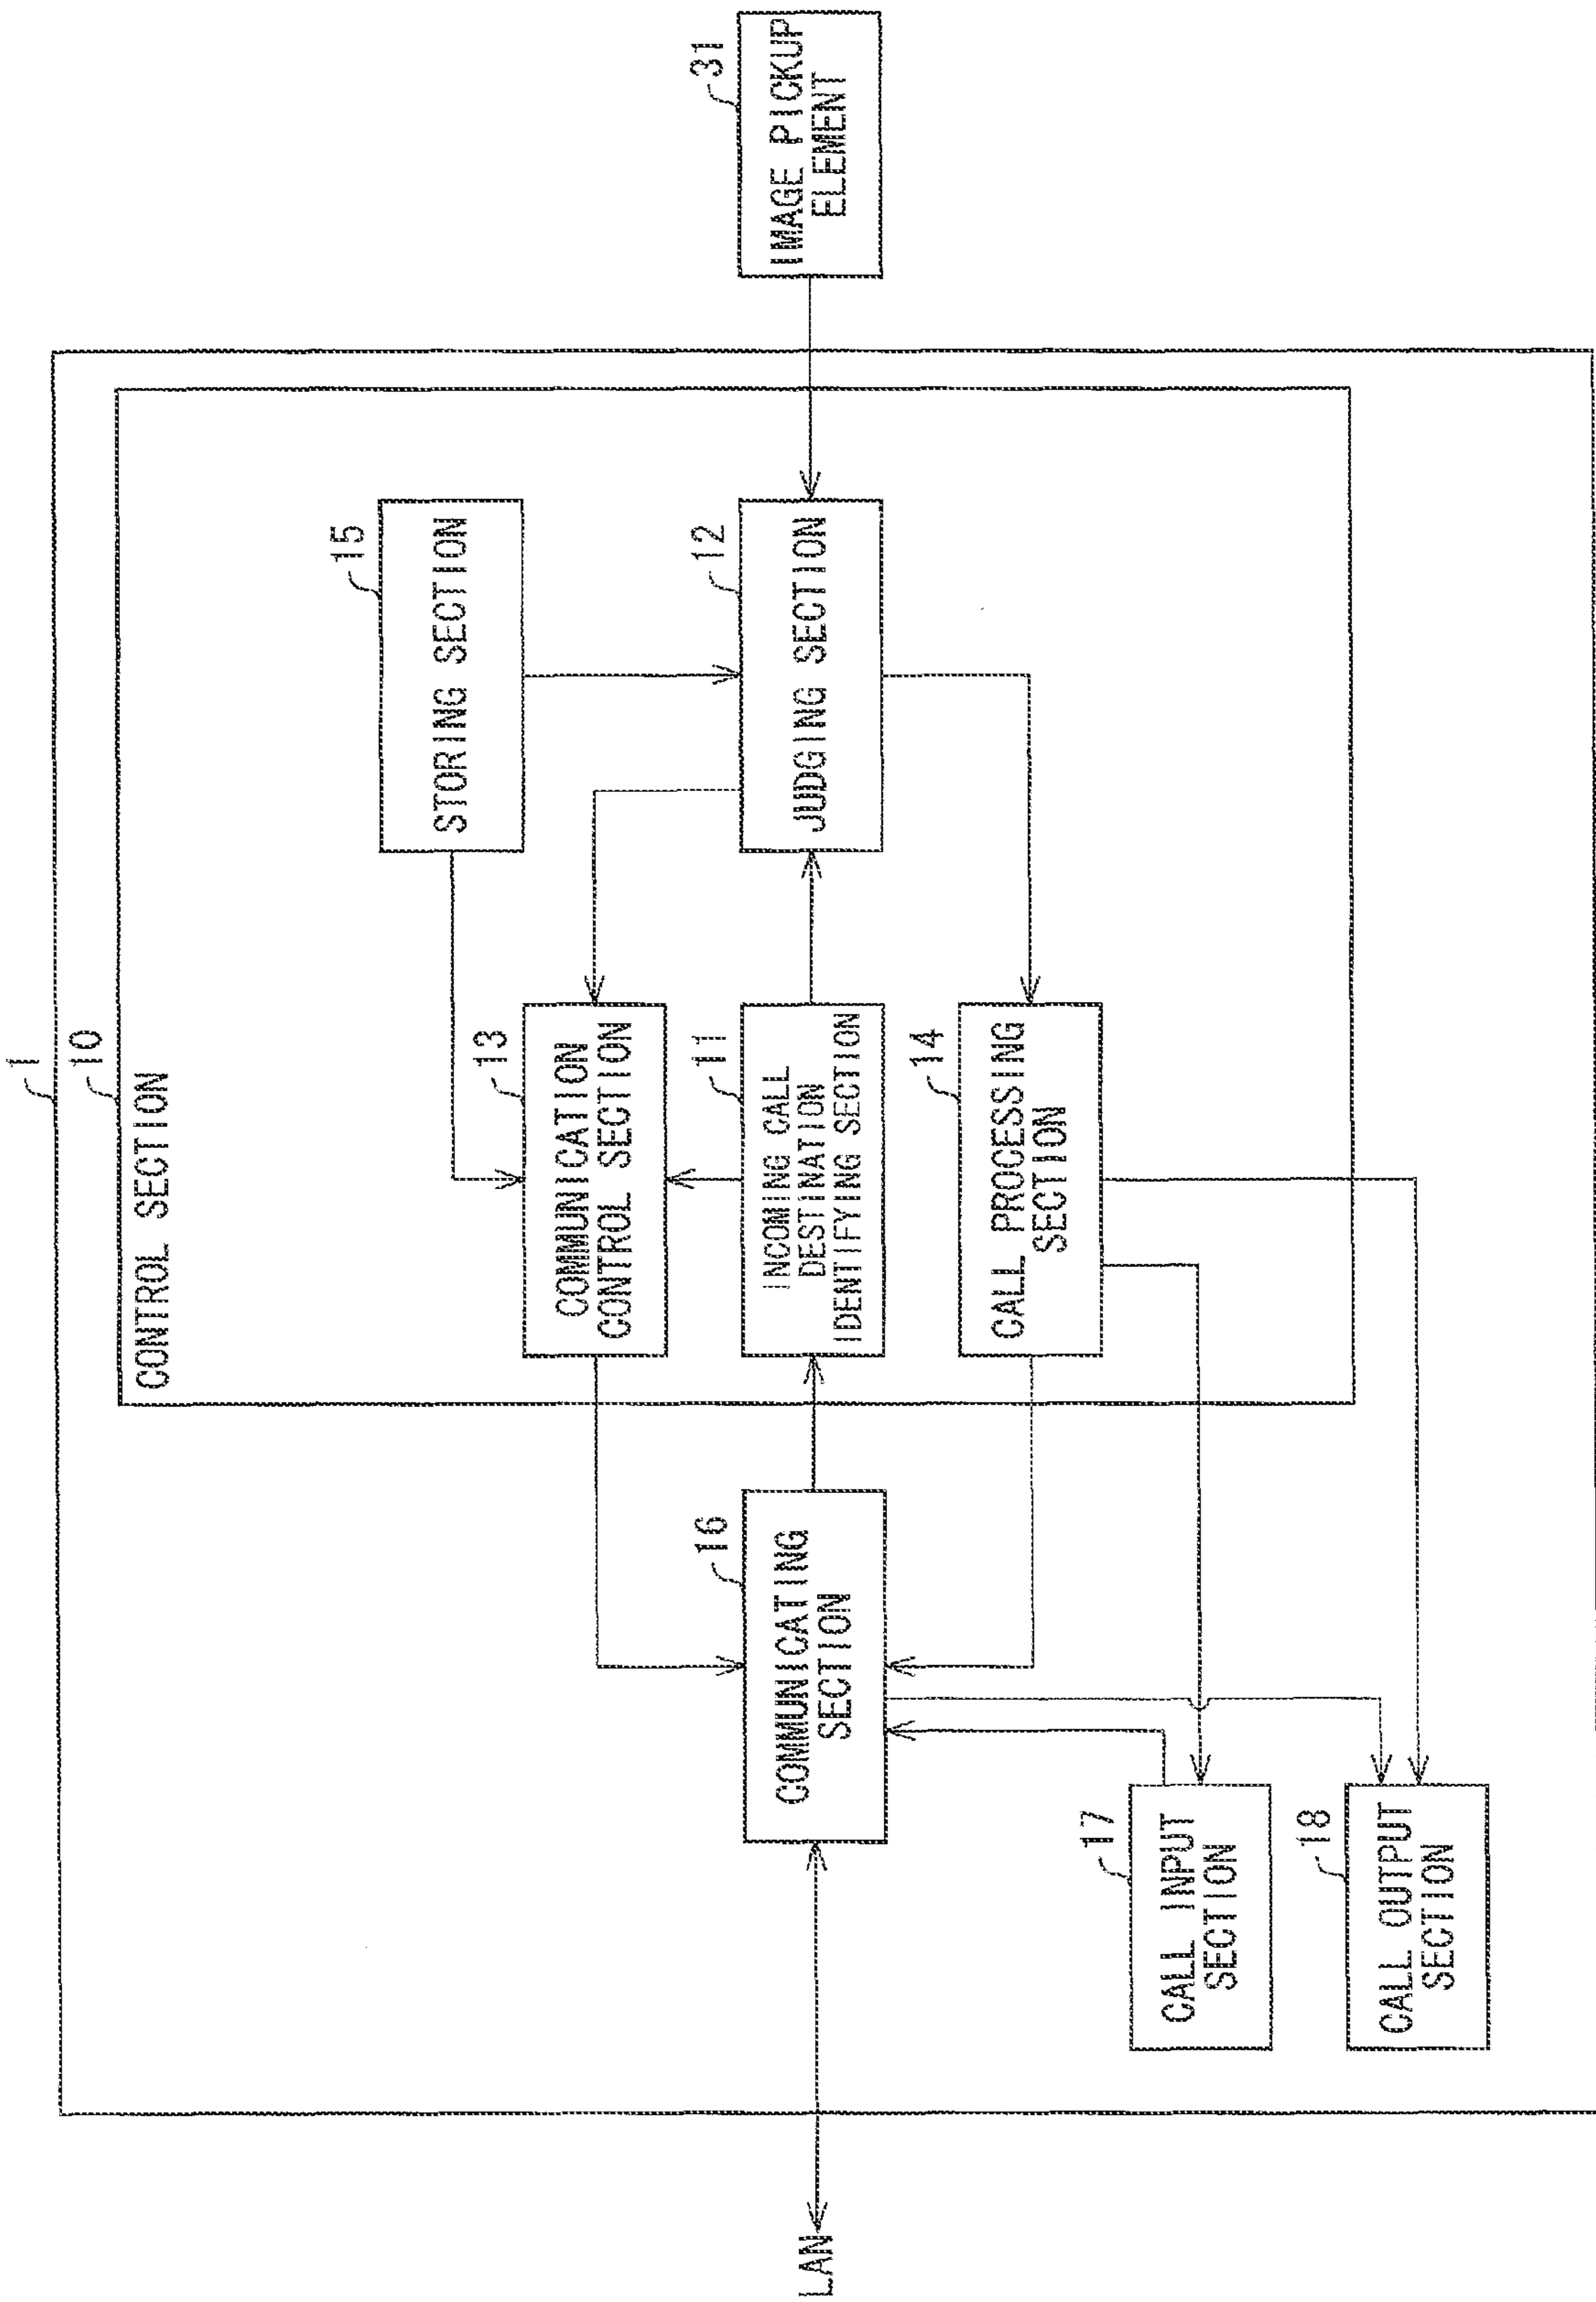 1
10
CONTROL SECTION
15
STORING SECTION
13
COMMUNICATION
CONTROL SECTION
31
IMAGE PICKUP
ELEMENT
12
JUDGING SECTION
11
INCOMING CALL
DESTINATION
IDENTIFYING SECTION
16
COMMUNICATING
SECTION
LAN
14
CALL PROCESSING
SECTION
17
CALL INPUT
SECTION
18
CALL OUTPUT
SECTION